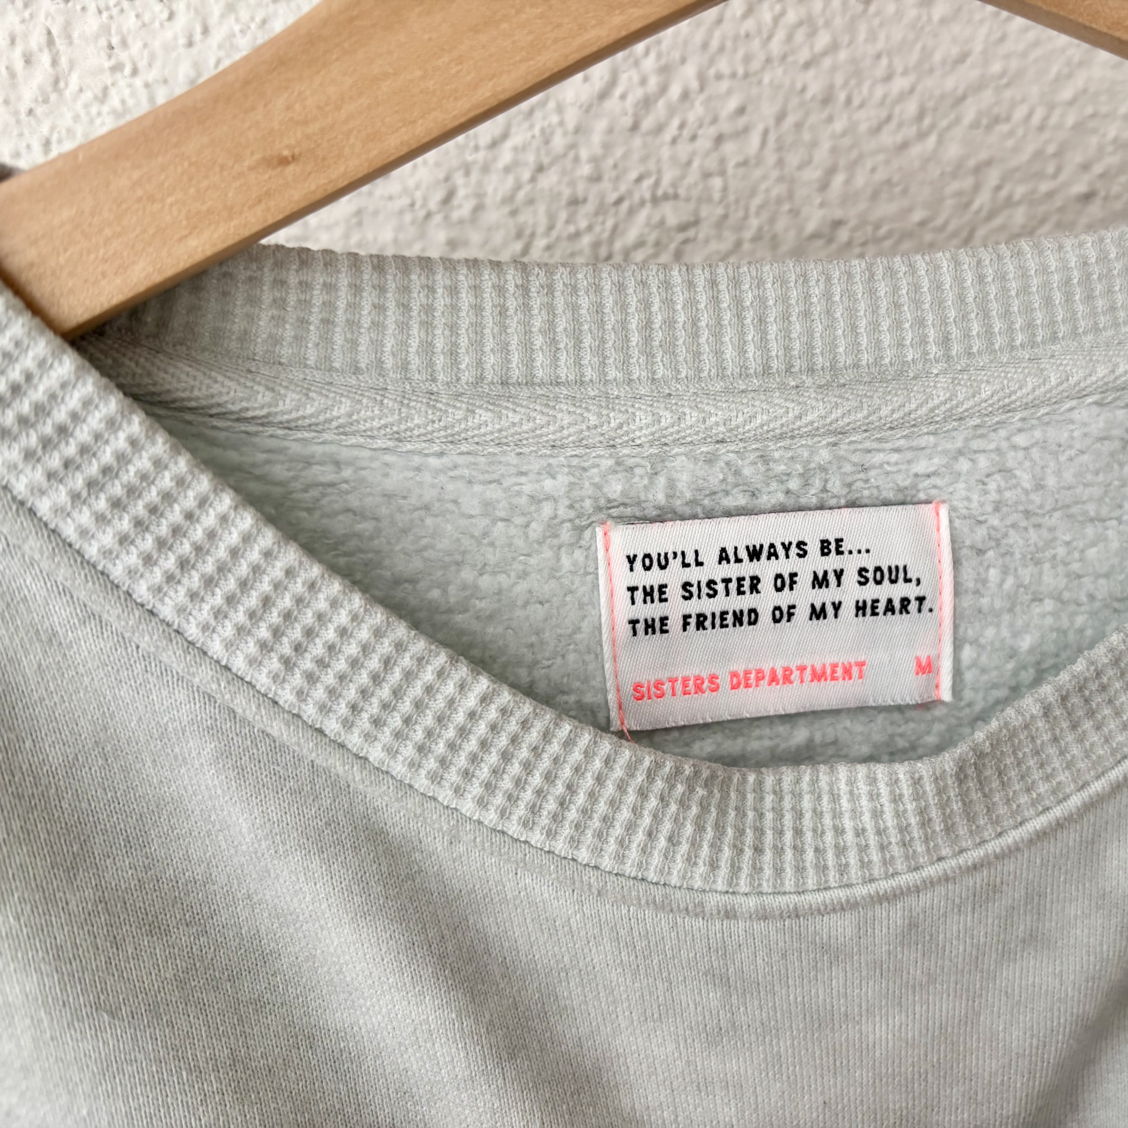 YOU'LL ALWAYS BE...
THE SISTER OF MY SOUL,
THE FRIEND OF MY HEART.
SISTERS DEPARTMENT M